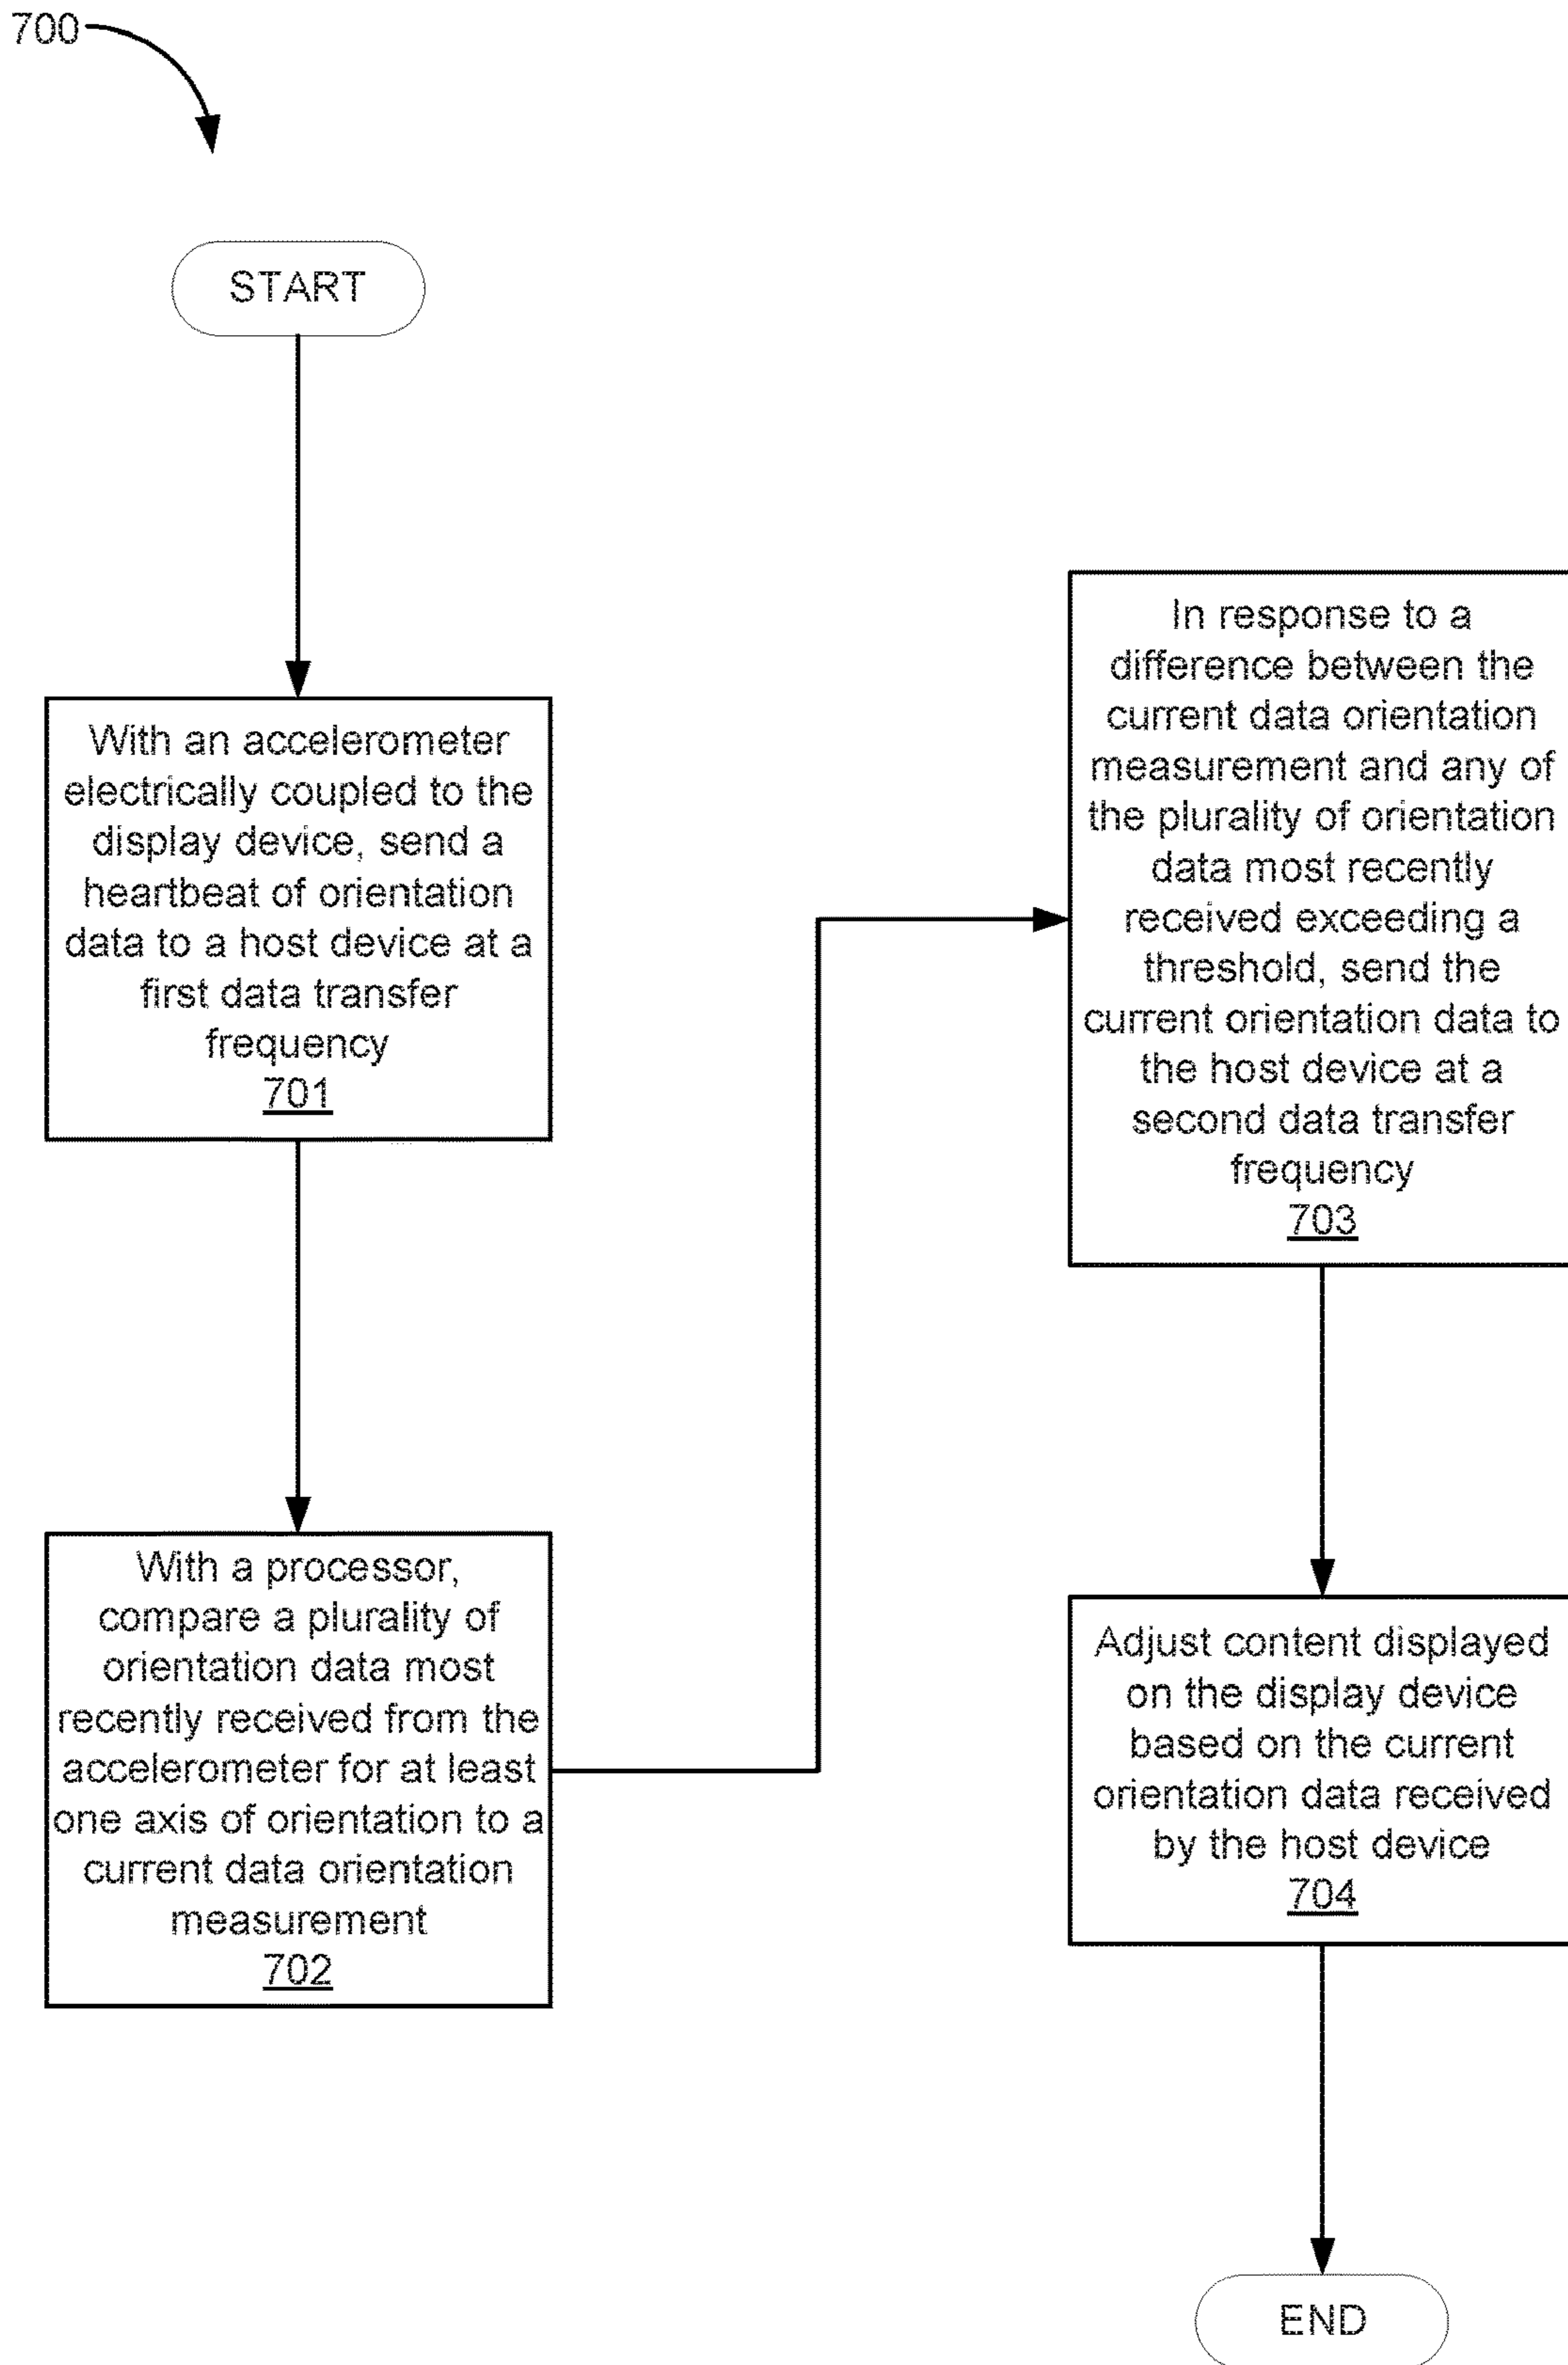 700
START
With an accelerometer
electrically coupled to the
display device, send a
heartbeat of orientation
data to a host device at a
first data transfer
frequency
701
With a processor,
compare a plurality of
orientation data most
recently received from the
accelerometer for at least
one axis of orientation to a
current data orientation
measurement
702
In response to a
difference between the
current data orientation
measurement and any of
the plurality of orientation
data most recently
received exceeding a
threshold, send the
current orientation data to
the host device at a
second data transfer
frequency
703
Adjust content displayed
on the display device
based on the current
orientation data received
by the host device
704
END